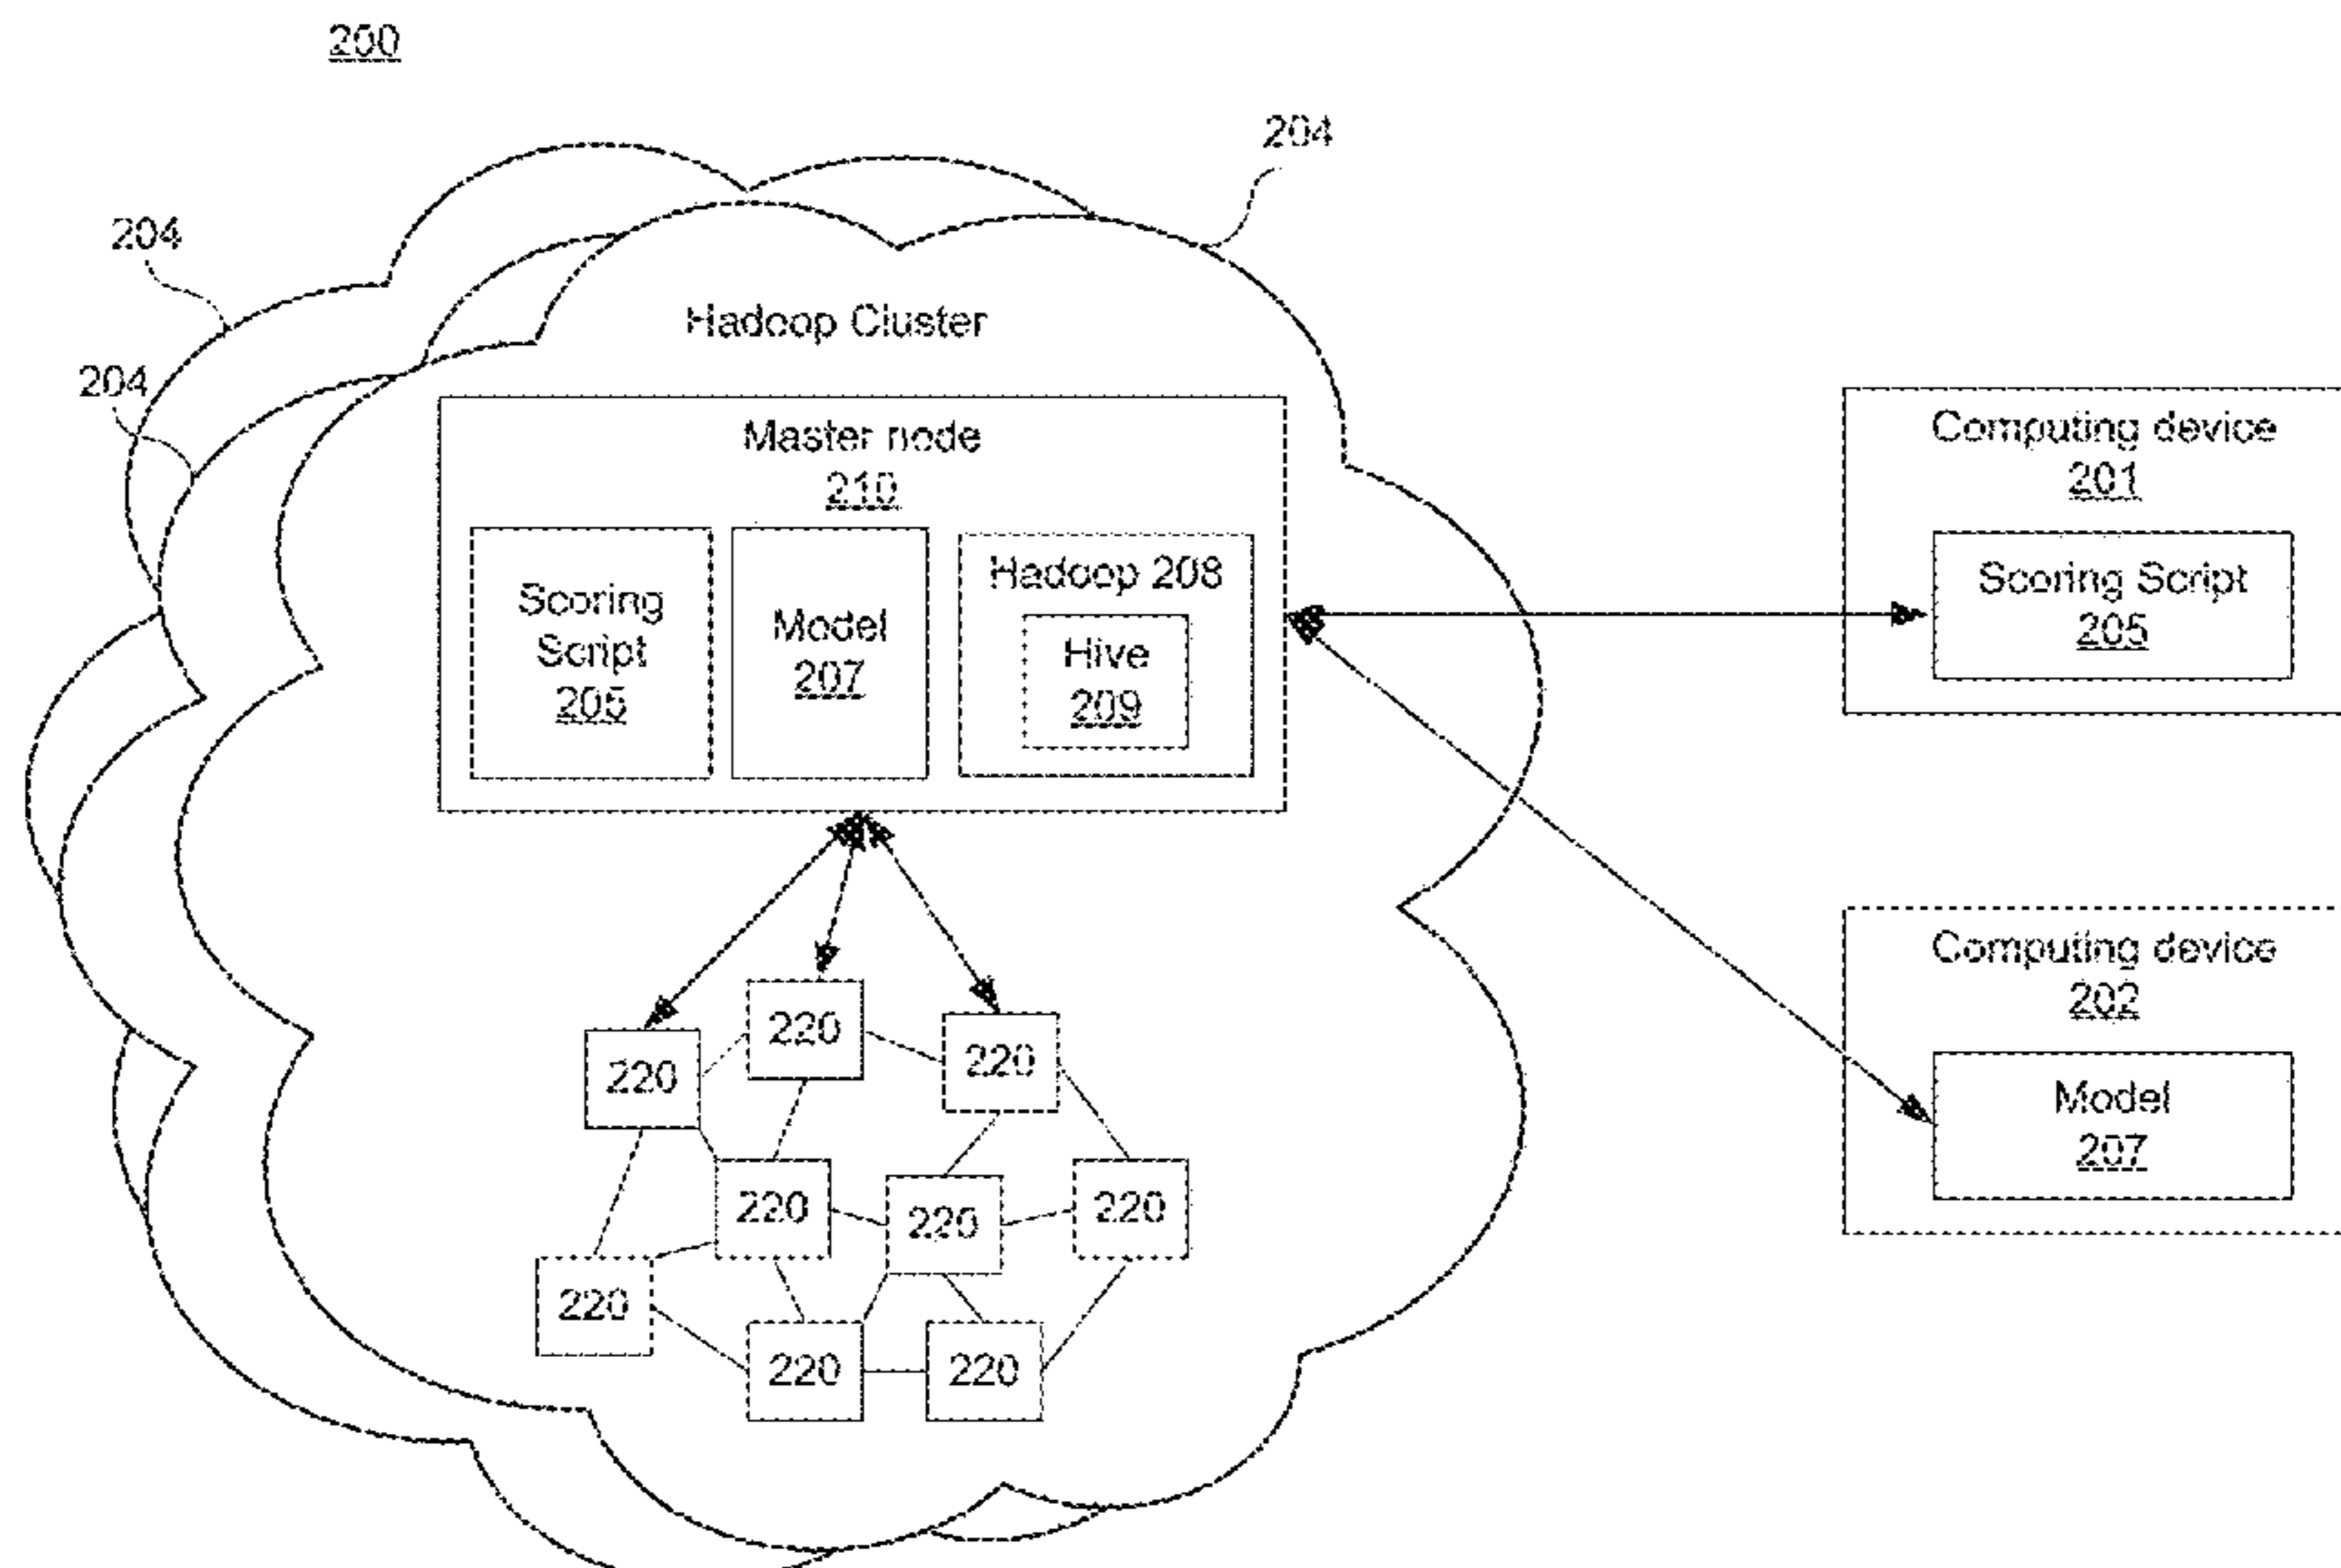 200
204
204
204
Hadoop Cluster
Master node
210
Scoring
Script
205
Model
207
Hadoop 208
Hive
209
Computing device
201
Scoring Script
205
Computing device
202
Model
207
220
220
220
220
220
220
220
220
220